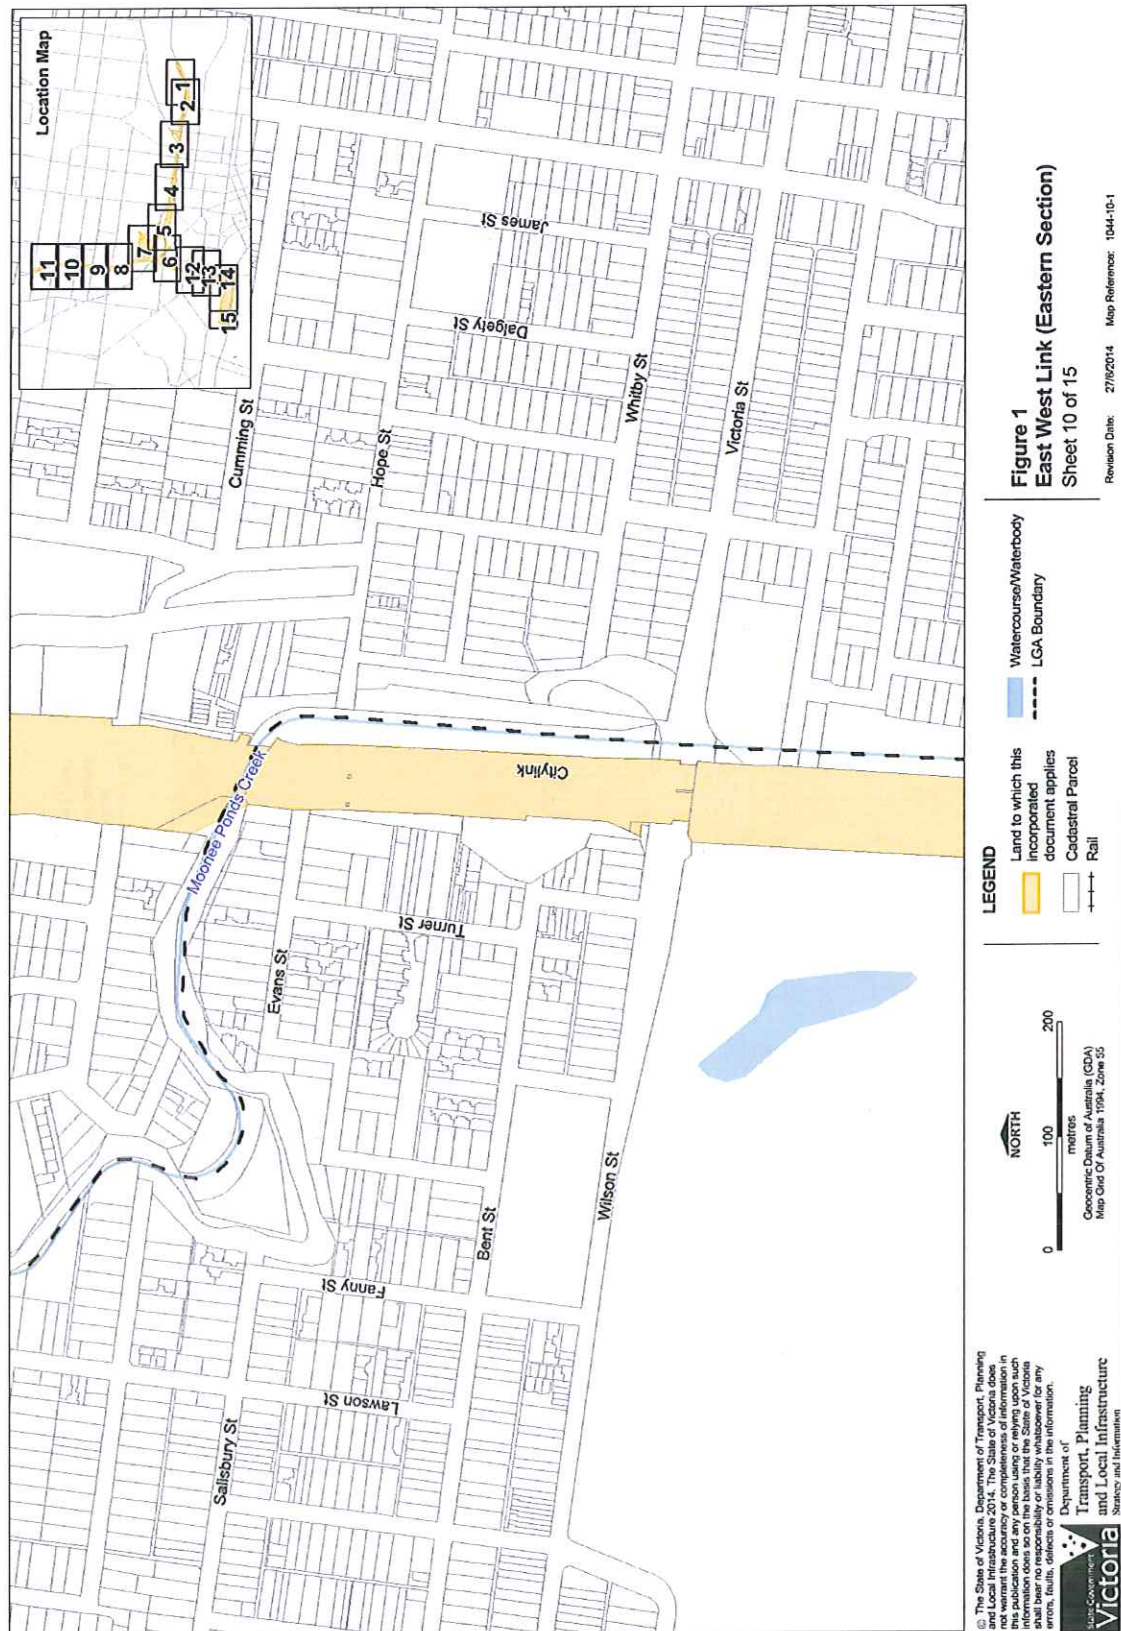 Location Map
11
10
9
8
7
6
5
4
3
2
1
12
13
14
15
Cumming St
Hope St
James St
Dalgety St
Whitby St
Victoria St
Moonee Ponds Creek
Citylink
Evans St
Turner St
Bent St
Wilson St
Fanny St
Lawson St
Salisbury St
© The State of Victoria, Department of Transport, Planning
and Local Infrastructure 2014. The State of Victoria does
not warrant the accuracy or completeness of information in
this publication and any person using or relying upon such
information does so on the basis that the State of Victoria
shall bear no responsibility or liability whatsoever for any
errors, faults, defects or omissions in the information.
State Government
Victoria
Department of
Transport, Planning
and Local Infrastructure
Strategy and Information
NORTH
0 100 200
metres
Geocentric Datum of Australia (GDA)
Map Grid Of Australia 1994, Zone 55
LEGEND
Land to which this
incorporated
document applies
Cadastral Parcel
Rail
Watercourse/Waterbody
LGA Boundary
Figure 1
East West Link (Eastern Section)
Sheet 10 of 15
Revision Date: 27/6/2014 Map Reference: 1044-10-1